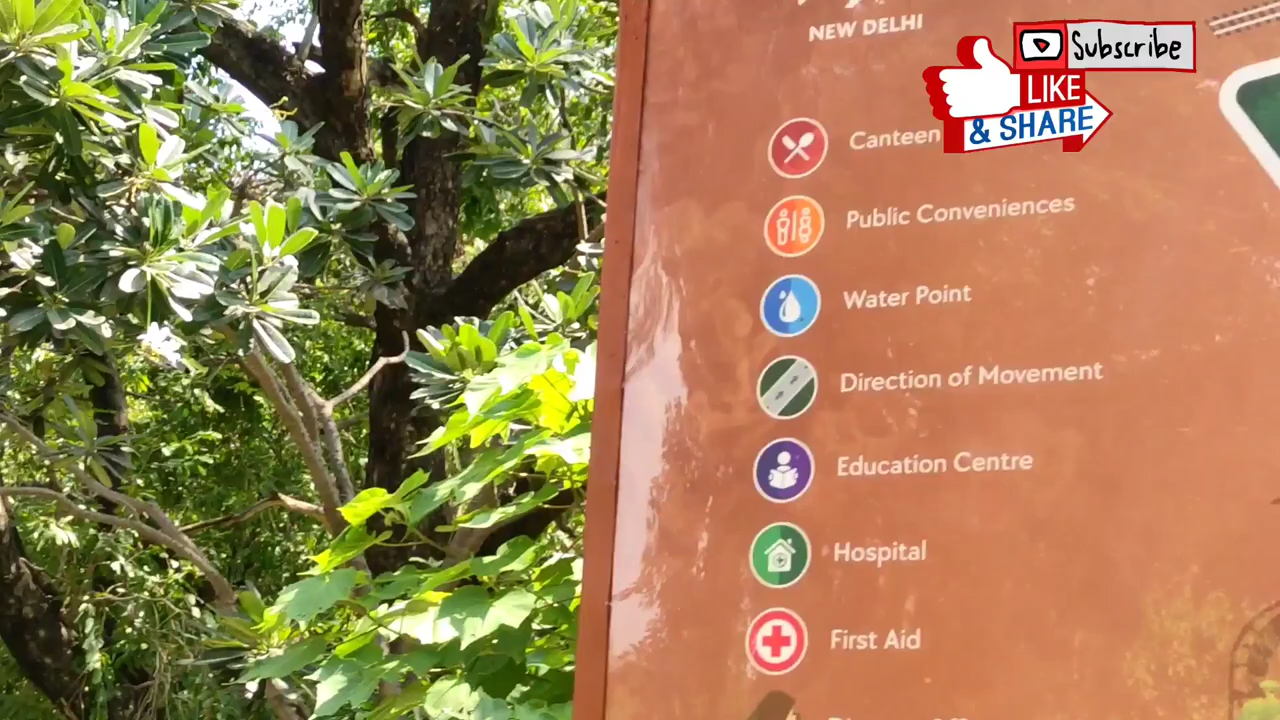 NEW DELHI
Subscribe
LIKE
& SHARE
Canteen
Public Conveniences
Water Point
Direction of Movement
Education Centre
Hospital
First Aid